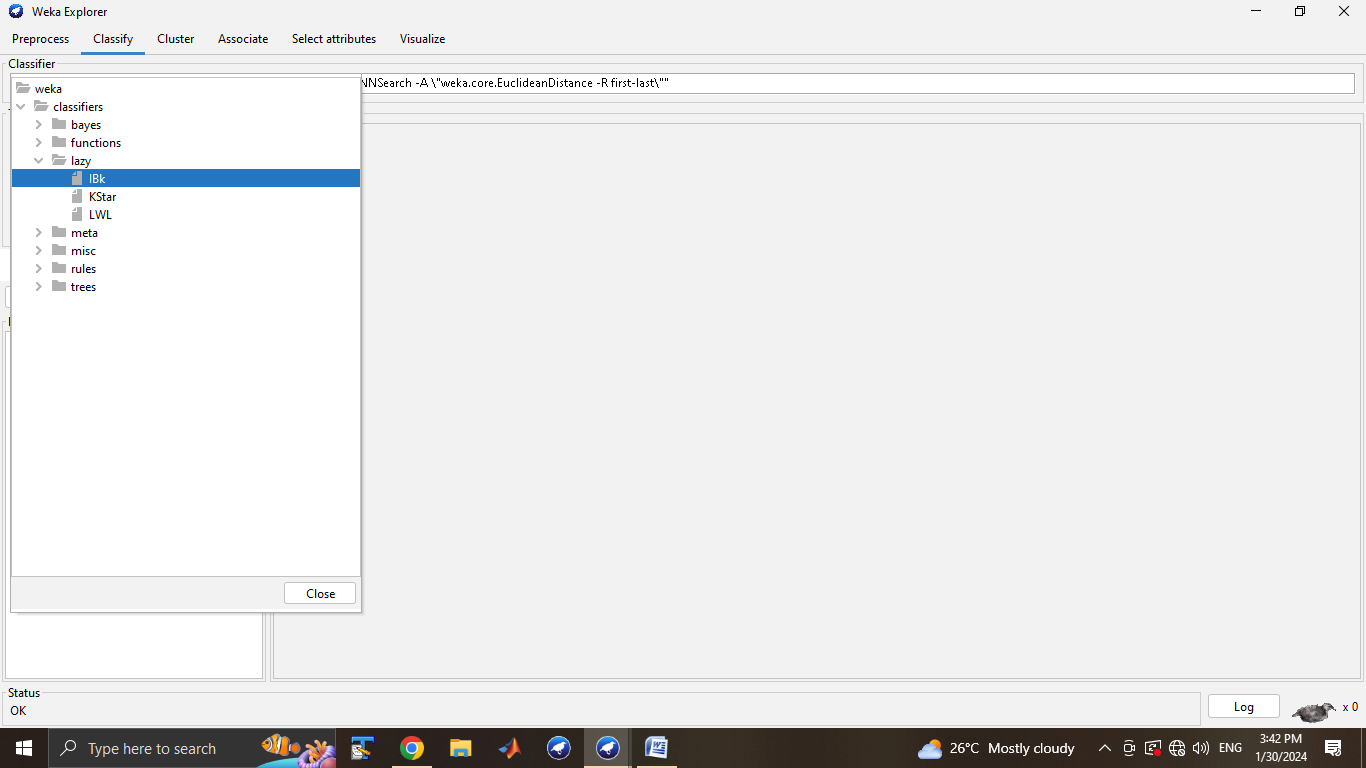 Weka Explorer
Preprocess Classify Cluster Associate Select attributes Visualize
Classifier
NNSearch -A \"weka.core.EuclideanDistance -R first-last\""
weka
classifiers
bayes
functions
lazy
IBk
KStar
LWL
meta
misc
rules
trees
Close
Status
OK
Log
x 0
Type here to search
26°C Mostly cloudy
ENG
3:42 PM
1/30/2024